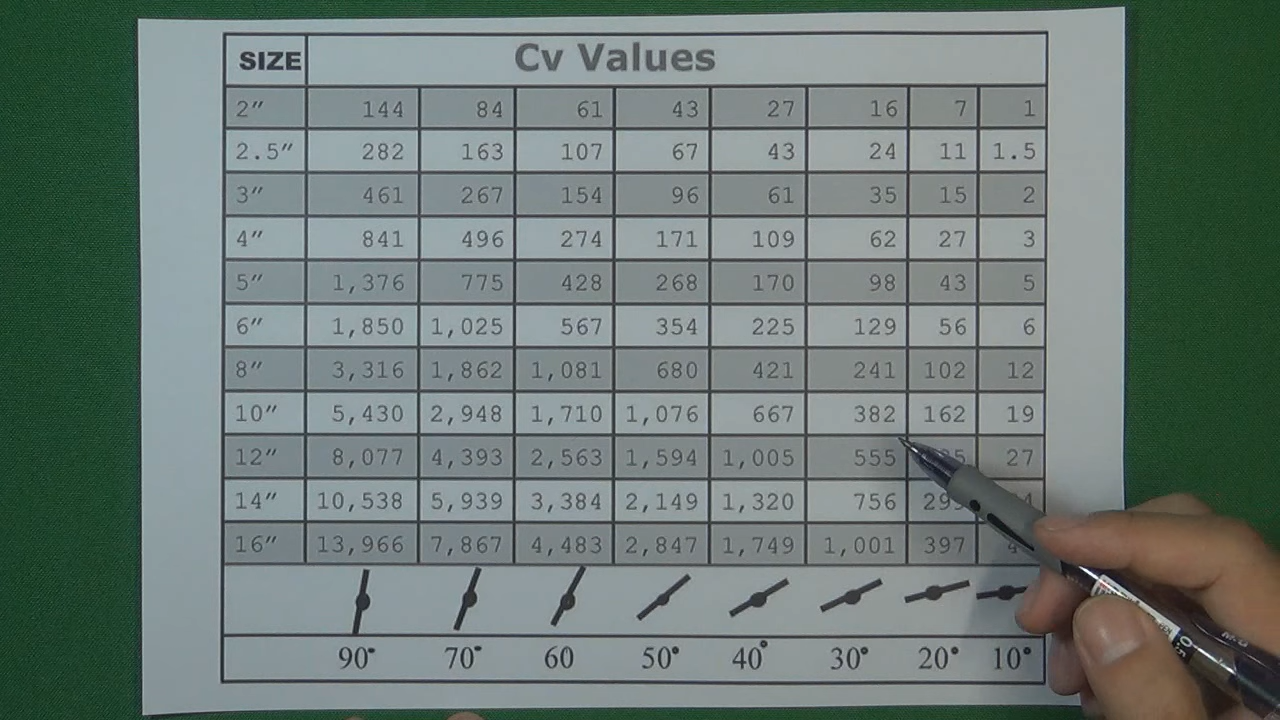 SIZE Cv Values
2" 144 84 61 43 27 16 7 1
2.5" 282 163 107 67 43 24 11 1.5
3" 461 267 154 96 61 35 15 2
4" 841 496 274 171 109 62 27 3
5" 1,376 775 428 268 170 98 43 5
6" 1,850 1,025 567 354 225 129 56 6
8" 3,316 1,862 1,081 680 421 241 102 12
10" 5,430 2,948 1,710 1,076 667 382 162 19
12" 8,077 4,393 2,563 1,594 1,005 555 27
14" 10,538 5,939 3,384 2,149 1,320 756
16" 13,966 7,867 4,483 2,847 1,749 1,001 397
90° 70° 60 50° 40° 30° 20° 10°
0.5